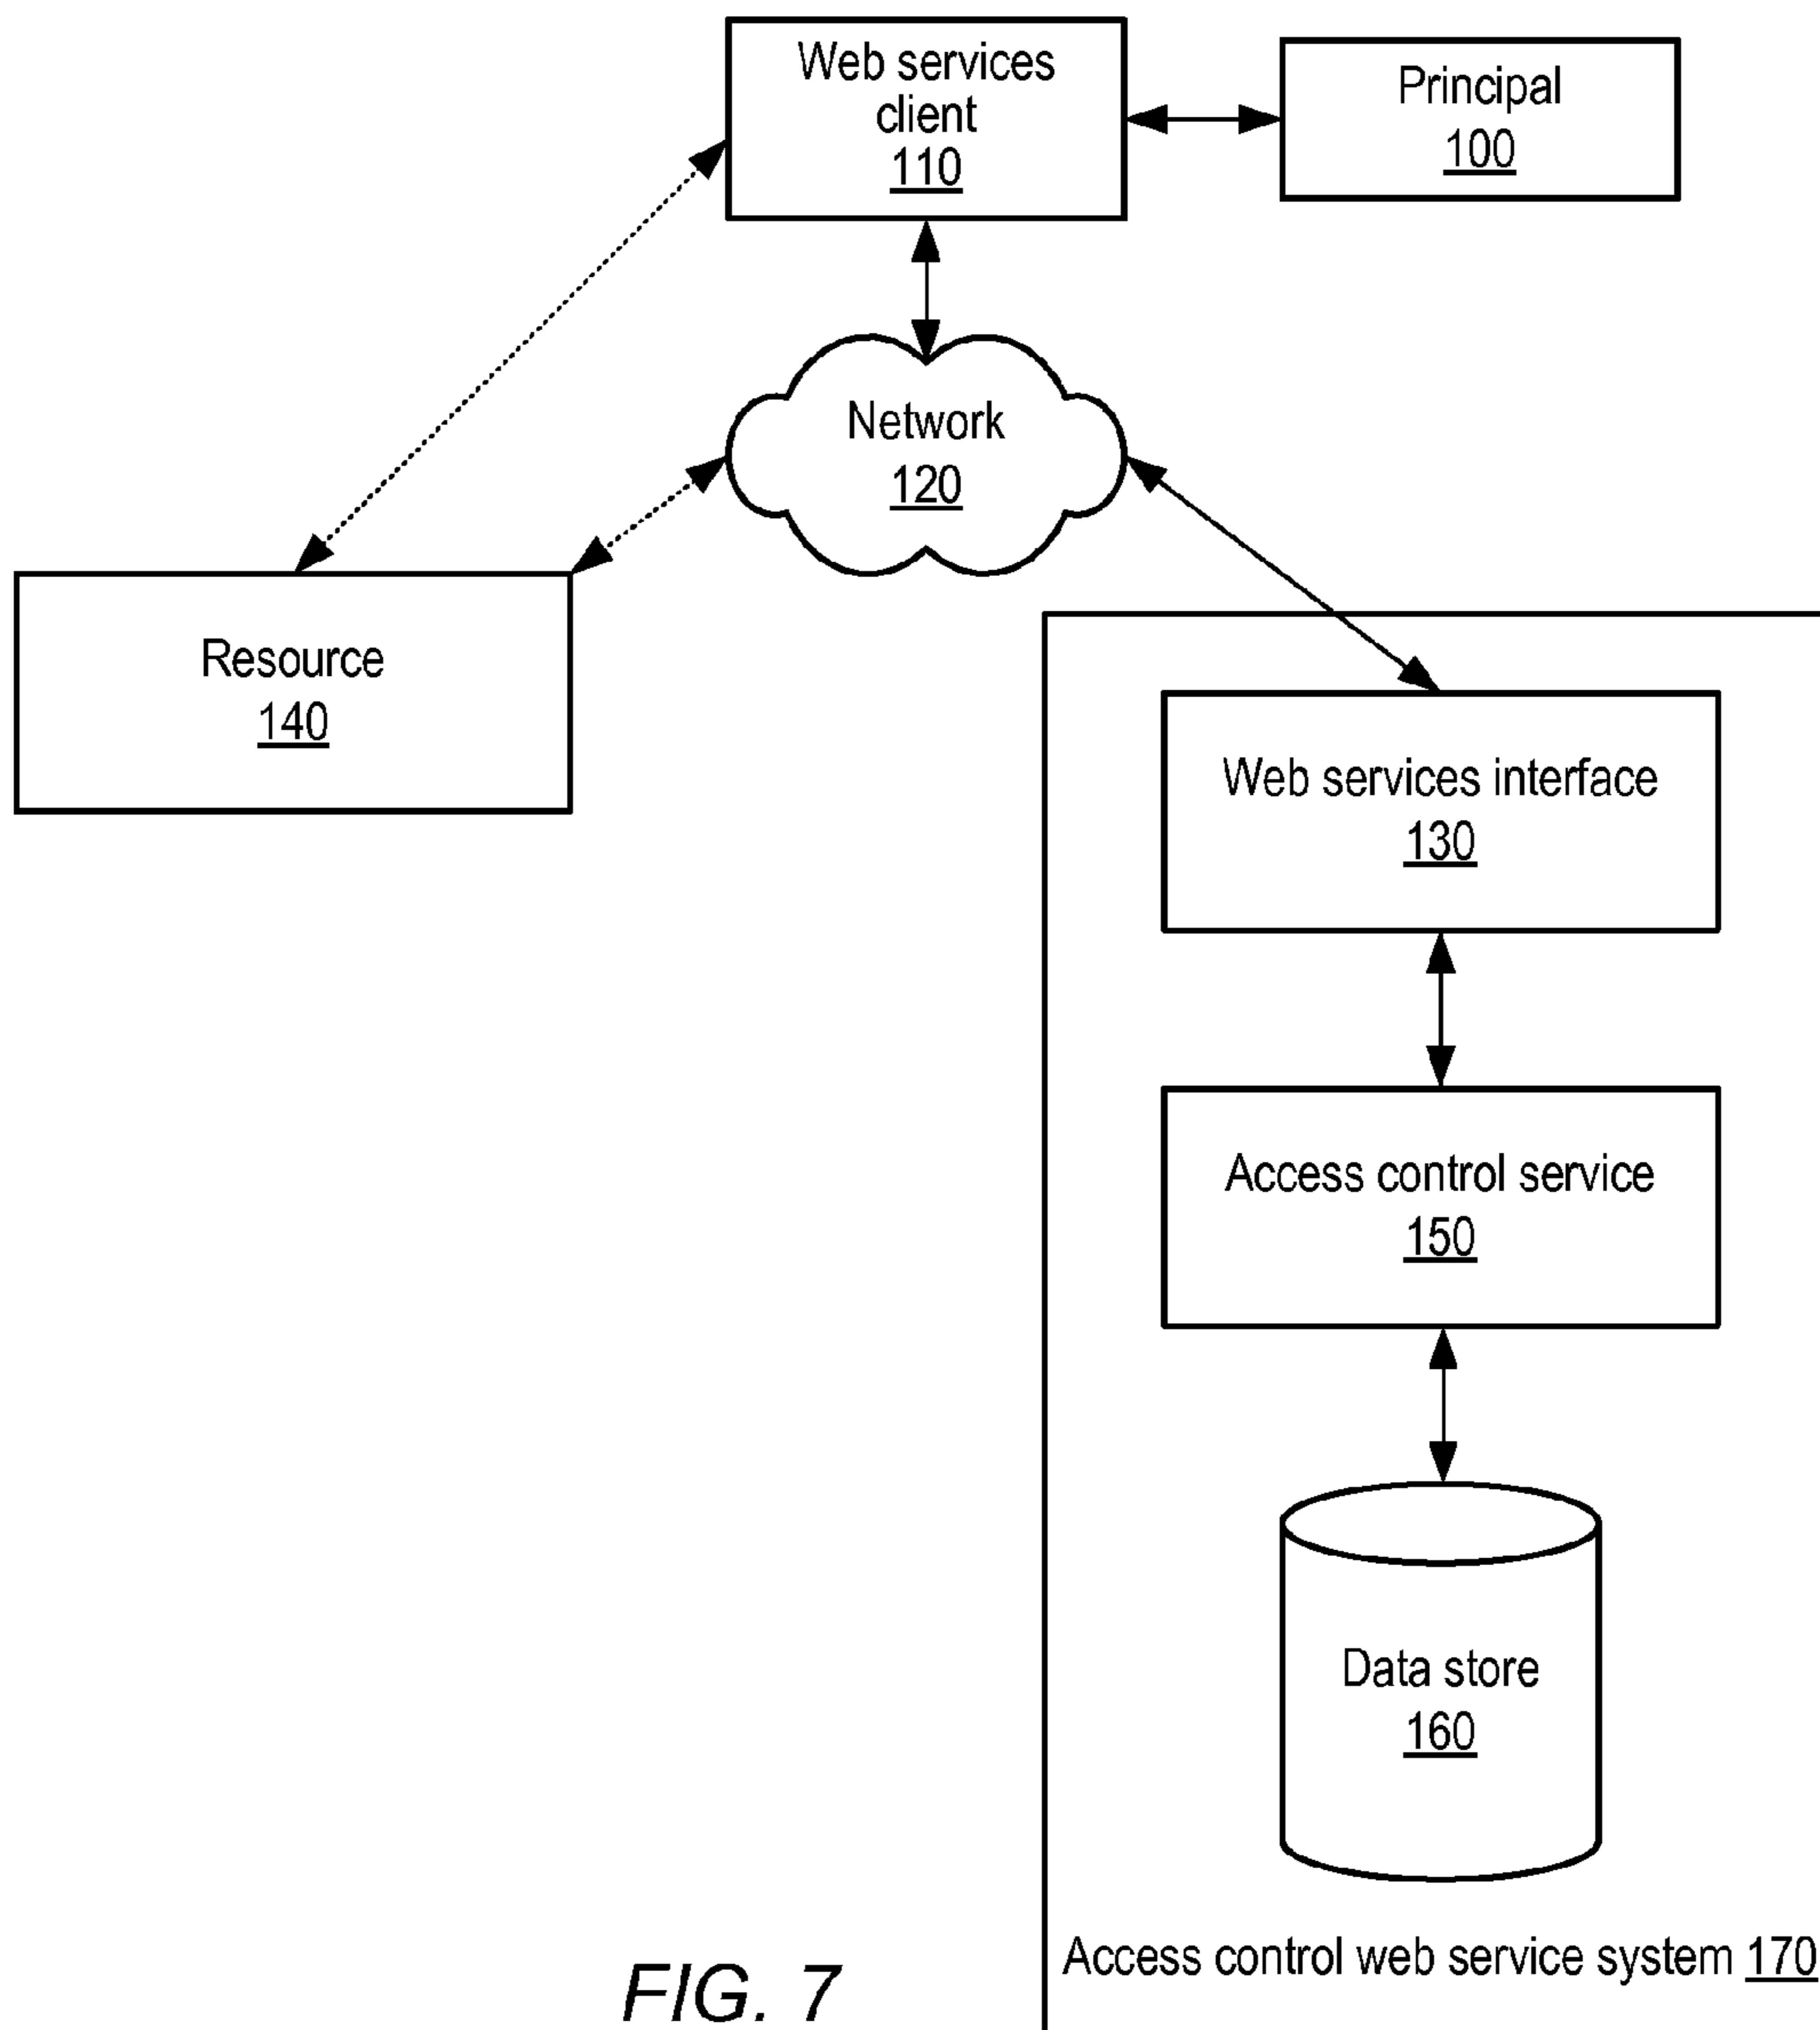 Web services
client
110
Principal
100
Network
120
Resource
140
Web services interface
130
Access control service
150
Data store
160
Access control web service system 170
FIG. 7